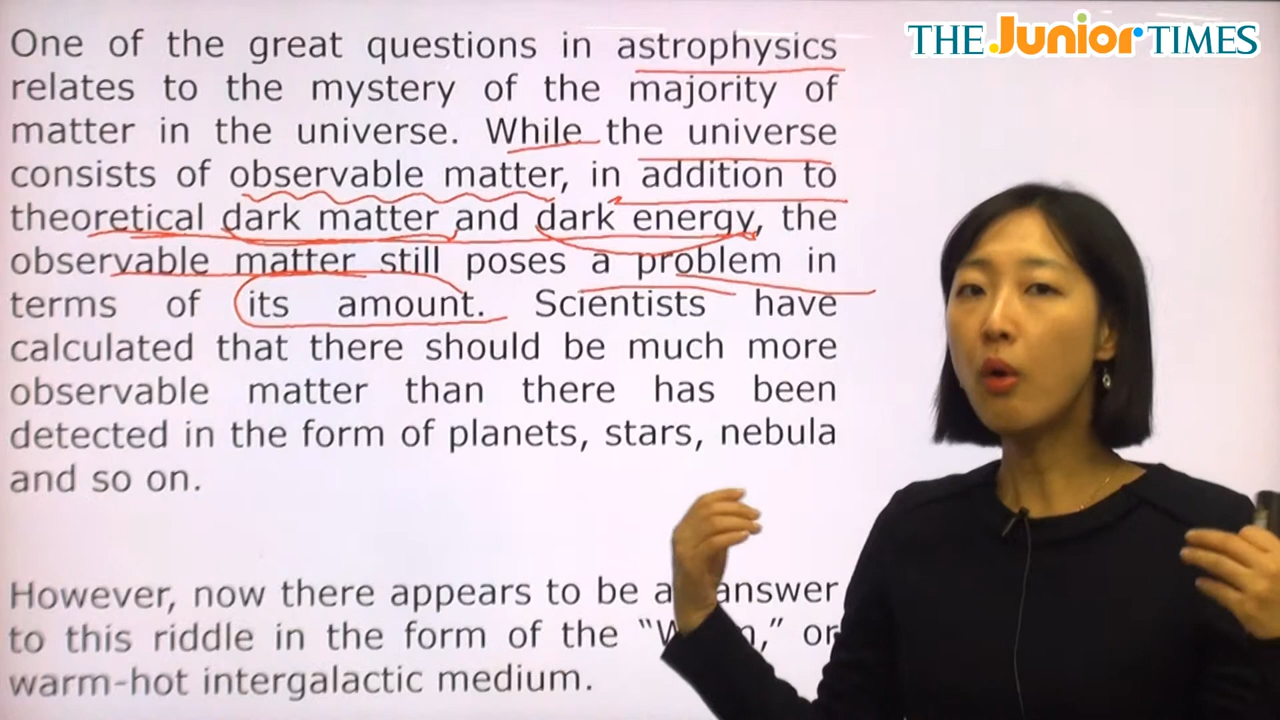 THE Junior TIMES
One of the great questions in astrophysics
relates to the mystery of the majority of
matter in the universe. While the universe
consists of observable matter, in addition to
theoretical dark matter and dark energy, the
observable matter still poses a problem in
terms of its amount. Scientists have
calculated that there should be much more
observable matter than there has been
detected in the form of planets, stars, nebula
and so on.
However, now there appears to be answer
to this riddle in the form of the or
warm-hot intergalactic medium.